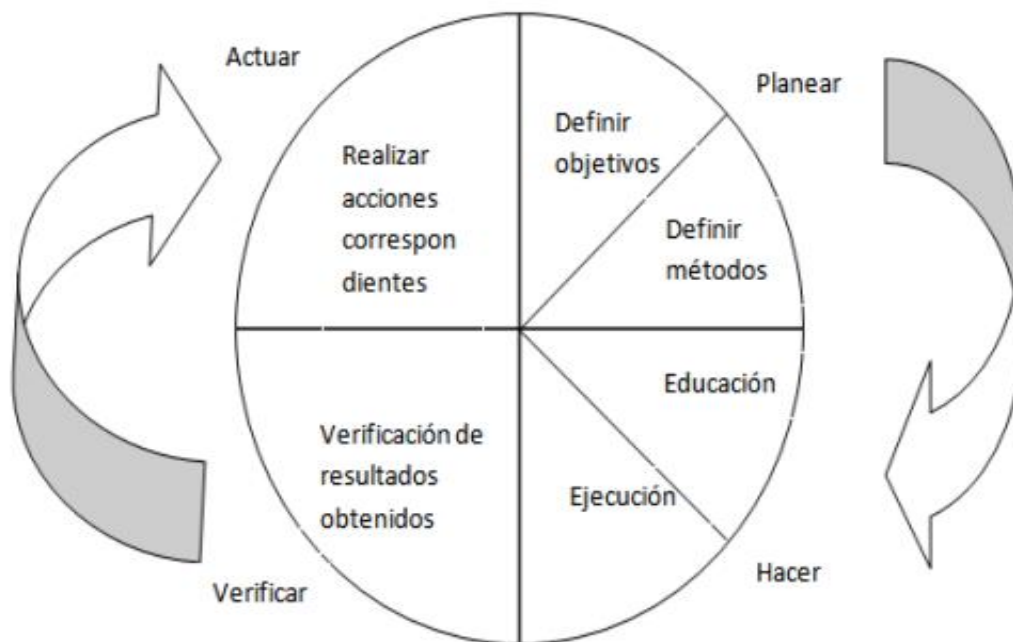 Actuar
Planear
Definir
objetivos
Realizar
acciones
correspon
dientes
Definir
métodos
Educación
Verificación de
resultados
obtenidos
Ejecución
Verificar
Hacer